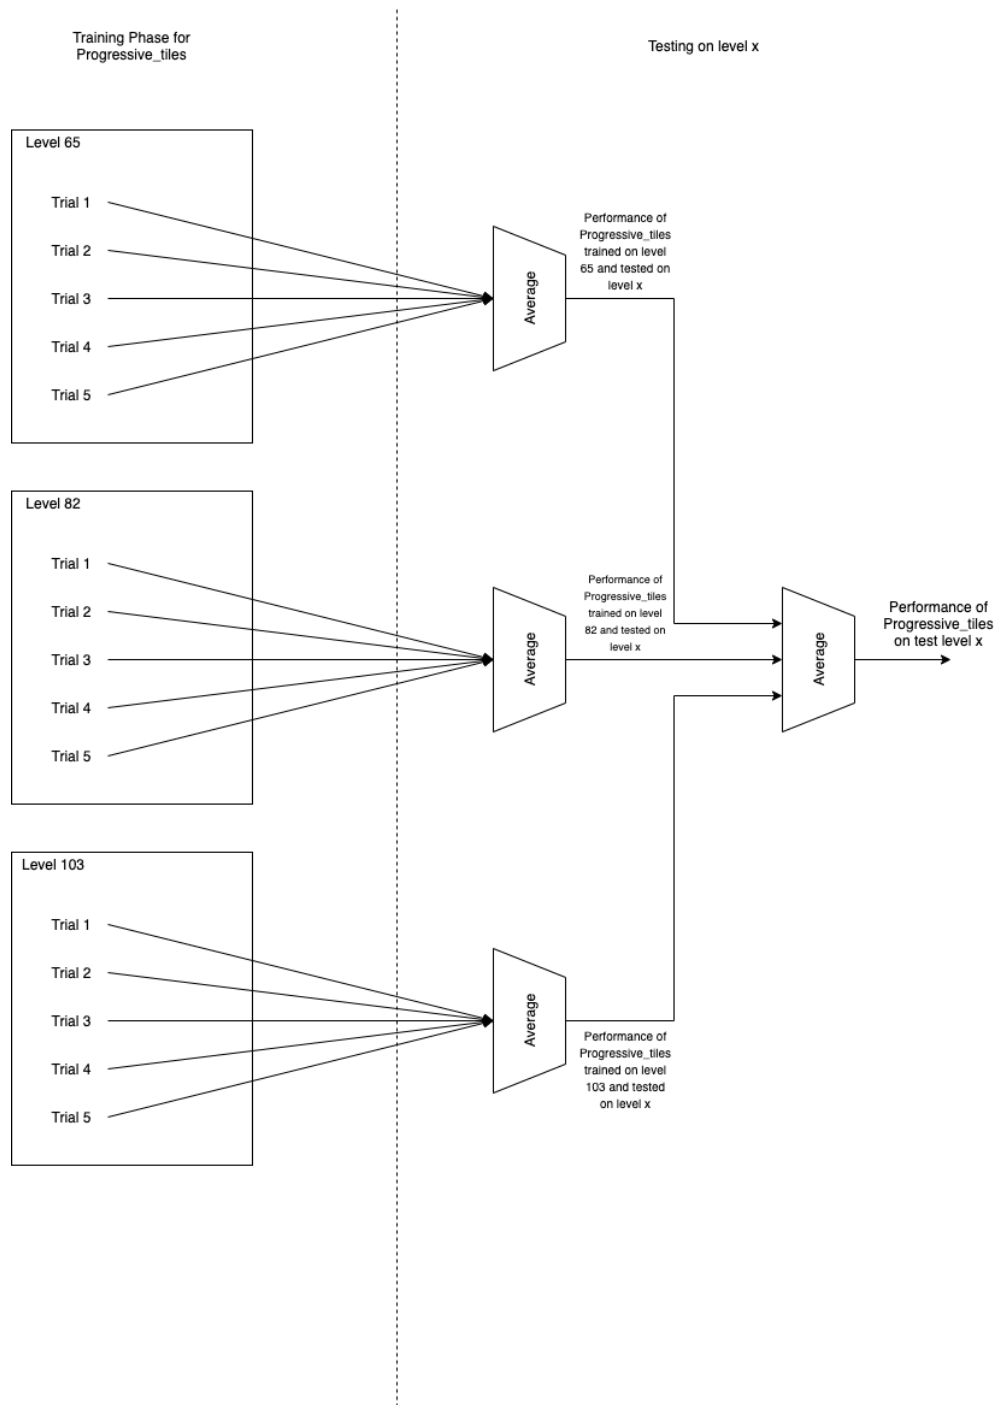 Training Phase for
Progressive_tiles
Testing on level x
Level 65
Trial 1
Trial 2
Trial 3
Trial 4
Trial 5
Average
Performance of
Progressive_tiles
trained on level
65 and tested on
level x
Level 82
Trial 1
Trial 2
Trial 3
Trial 4
Trial 5
Average
Performance of
Progressive_tiles
trained on level
82 and tested on
level x
Average
Performance of
Progressive_tiles
on test level x
Level 103
Trial 1
Trial 2
Trial 3
Trial 4
Trial 5
Average
Performance of
Progressive_tiles
trained on level
103 and tested
on level x